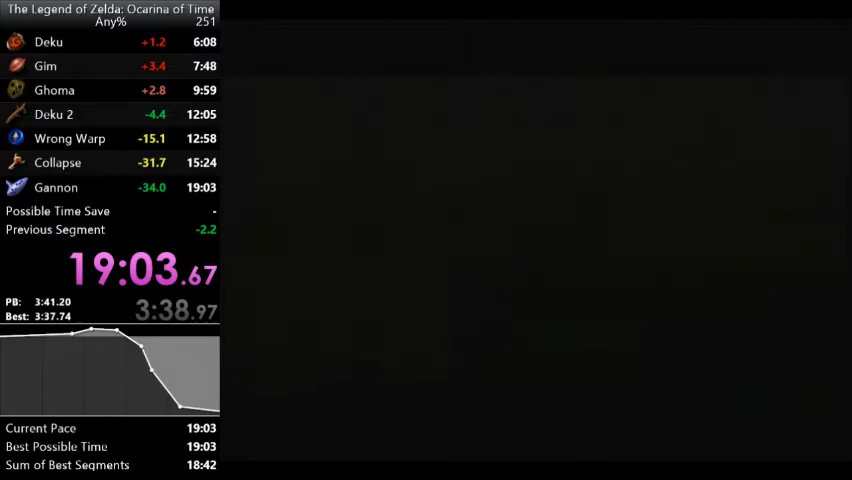 The Legend of Zelda: Ocarina of Time
Any% 251
Deku +1.2 6:08
Gim +3.4 7:48
Ghoma +2.8 9:59
Deku 2 -4.4 12:05
Wrong Warp -15.1 12:58
Collapse -31.7 15:24
Gannon -34.0 19:03
Possible Time Save -
Previous Segment -2.2
19:03.67
PB: 3:41.20
Best: 3:37.74
3:38.97
Current Pace 19:03
Best Possible Time 19:03
Sum of Best Segments 18:42